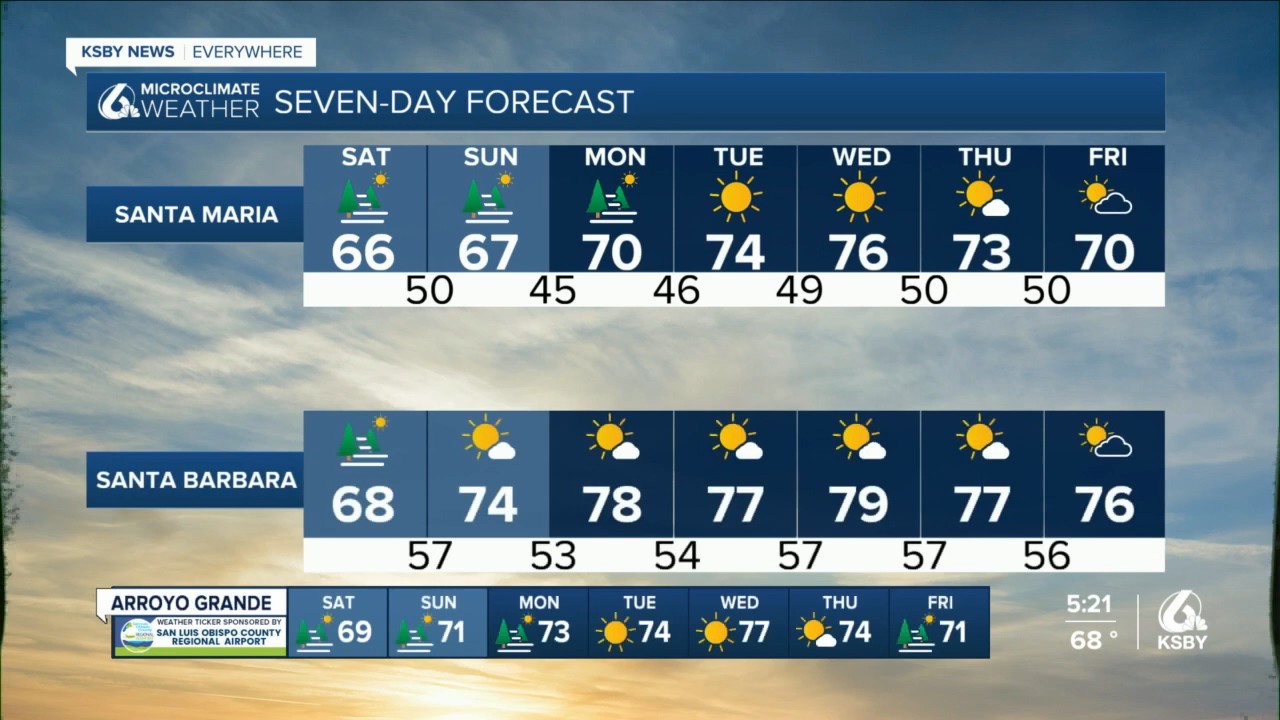 KSBY NEWS | EVERYWHERE
6 MICROCLIMATE
WEATHER SEVEN-DAY FORECAST
SAT SUN MON TUE WED THU FRI
SANTA MARIA
66 67 70 74 76 73 70
50 45 46 49 50 50
SANTA BARBARA
68 74 78 77 79 77 76
57 53 54 57 57 56
ARROYO GRANDE
WEATHER TICKER SPONSORED BY
SAN LUIS OBISPO COUNTY
REGIONAL AIRPORT
SAT SUN MON TUE WED THU FRI
69 71 73 74 77 74 71
5:21
68 °
6
KSBY